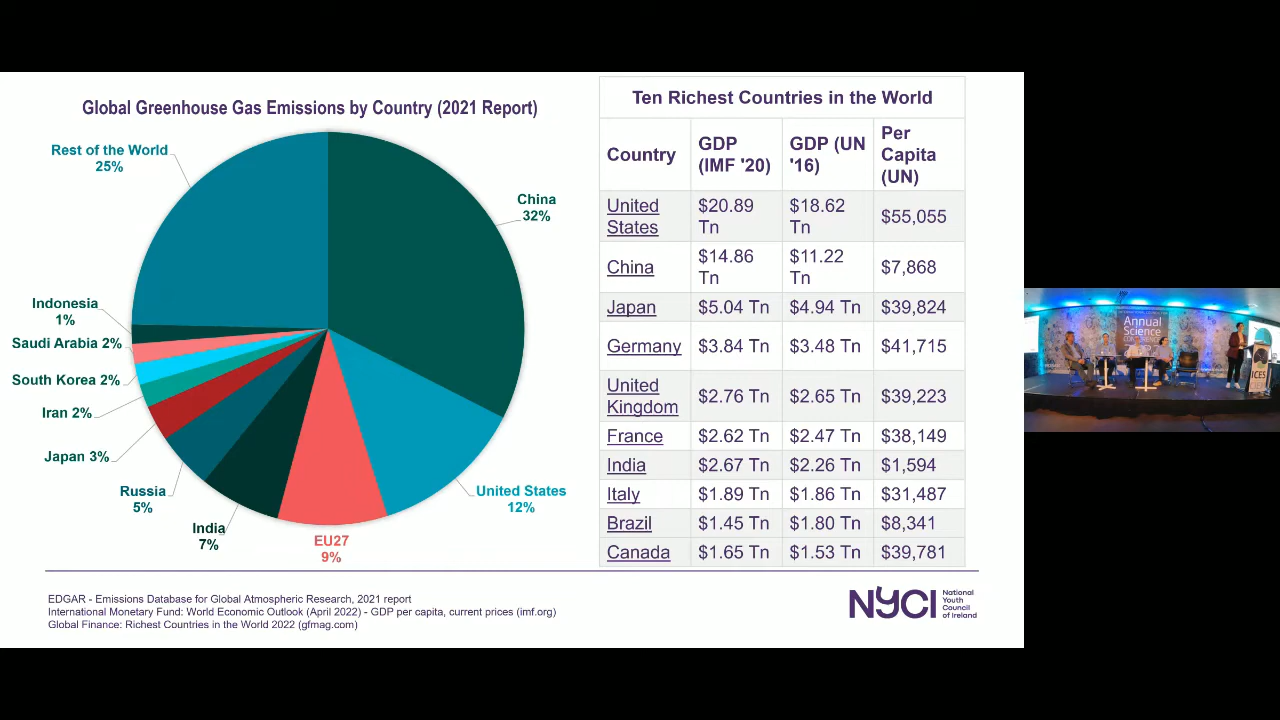 Global Greenhouse Gas Emissions by Country (2021 Report)
Rest of the World
25%
China
32%
Indonesia
1%
Saudi Arabia 2%
South Korea 2%
Iran 2%
Japan 3%
Russia
5%
India
7%
EU27
9%
United States
12%
Ten Richest Countries in the World
Country GDP (IMF '20) GDP (UN '16) Per Capita (UN)
United States $20.89 Tn $18.62 Tn $55,055
China $14.86 Tn $11.22 Tn $7,868
Japan $5.04 Tn $4.94 Tn $39,824
Germany $3.84 Tn $3.48 Tn $41,715
United Kingdom $2.76 Tn $2.65 Tn $39,223
France $2.62 Tn $2.47 Tn $38,149
India $2.67 Tn $2.26 Tn $1,594
Italy $1.89 Tn $1.86 Tn $31,487
Brazil $1.45 Tn $1.80 Tn $8,341
Canada $1.65 Tn $1.53 Tn $39,781
EDGAR - Emissions Database for Global Atmospheric Research, 2021 report
International Monetary Fund: World Economic Outlook (April 2022) - GDP per capita, current prices (imf.org)
Global Finance: Richest Countries in the World 2022 (gfmag.com)
NYCI
National
Youth
Council
of Ireland
Annual
Science
ICES